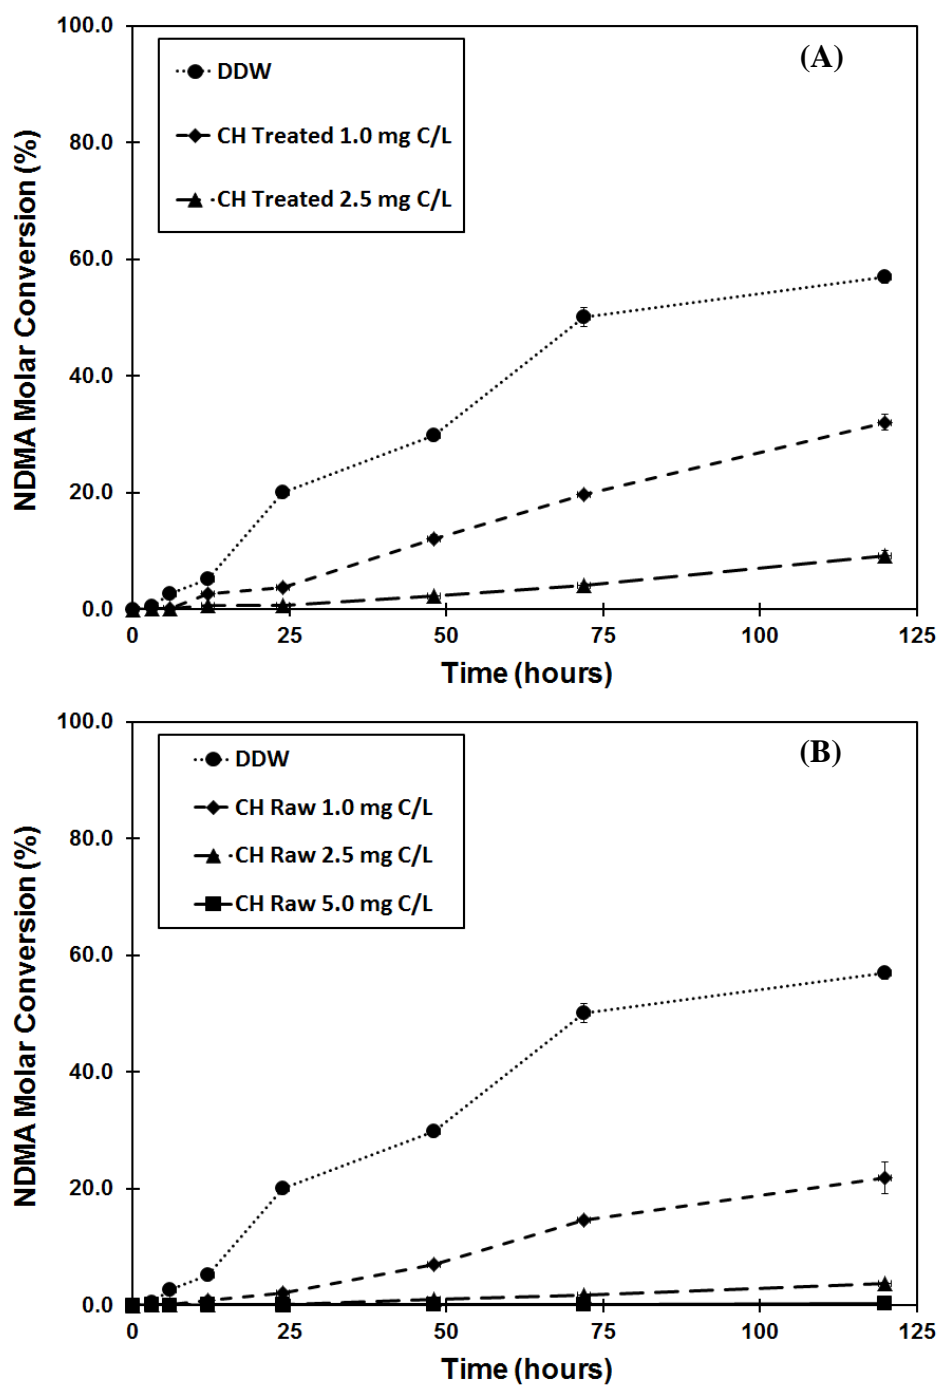 100.0
80.0
60.0
40.0
20.0
0.0
NDMA Molar Conversion (%)
(A)
DDW
CH Treated 1.0 mg C/L
CH Treated 2.5 mg C/L
0 25 50 75 100 125
Time (hours)
100.0
80.0
60.0
40.0
20.0
0.0
NDMA Molar Conversion (%)
(B)
DDW
CH Raw 1.0 mg C/L
CH Raw 2.5 mg C/L
CH Raw 5.0 mg C/L
0 25 50 75 100 125
Time (hours)